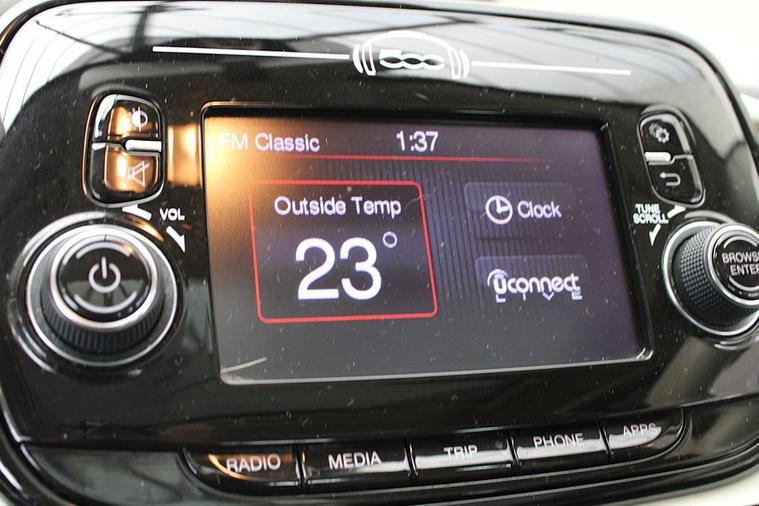 500
FM Classic 1:37
VOL
TUNE
SCROLL
Outside Temp
23°
Clock
Uconnect
LIVE
BROWSE
ENTER
RADIO
MEDIA
TRIP
PHONE
APPS